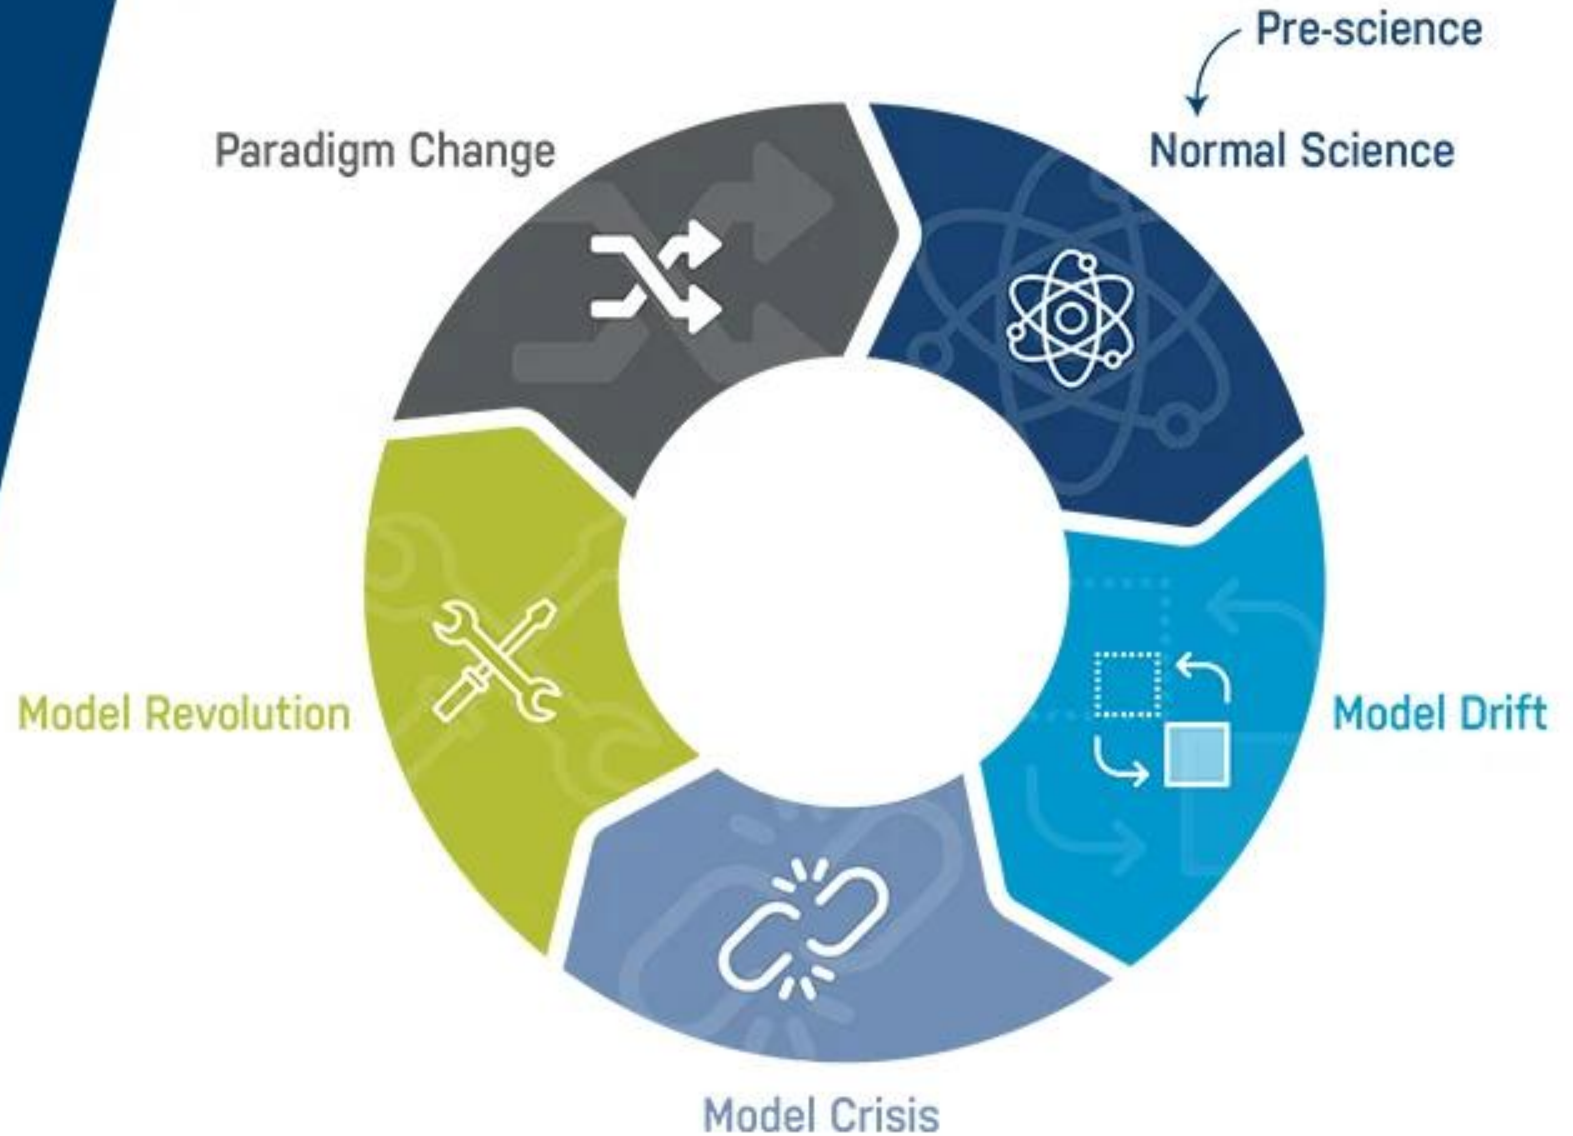 Pre-science
Normal Science
Paradigm Change
Model Drift
Model Revolution
Model Crisis